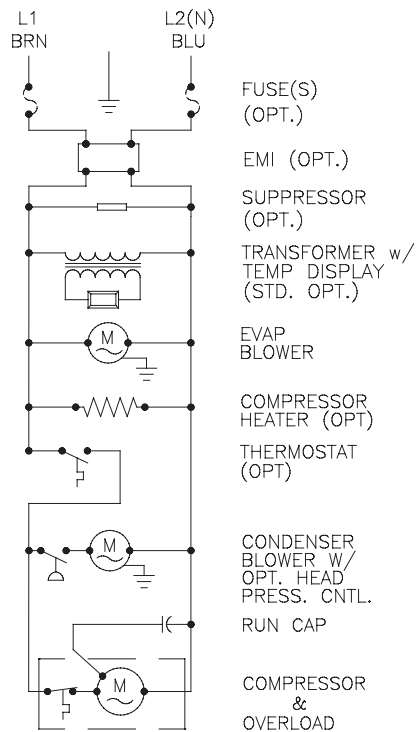 L1 L2(N)
BRN BLU
FUSE(S)
(OPT.)
EMI (OPT.)
SUPPRESSOR
(OPT.)
TRANSFORMER w/
TEMP DISPLAY
(STD. OPT.)
M
EVAP
BLOWER
COMPRESSOR
HEATER (OPT)
THERMOSTAT
(OPT)
M
CONDENSER
BLOWER W/
OPT. HEAD
PRESS. CNTL.
RUN CAP
M
COMPRESSOR
&
OVERLOAD